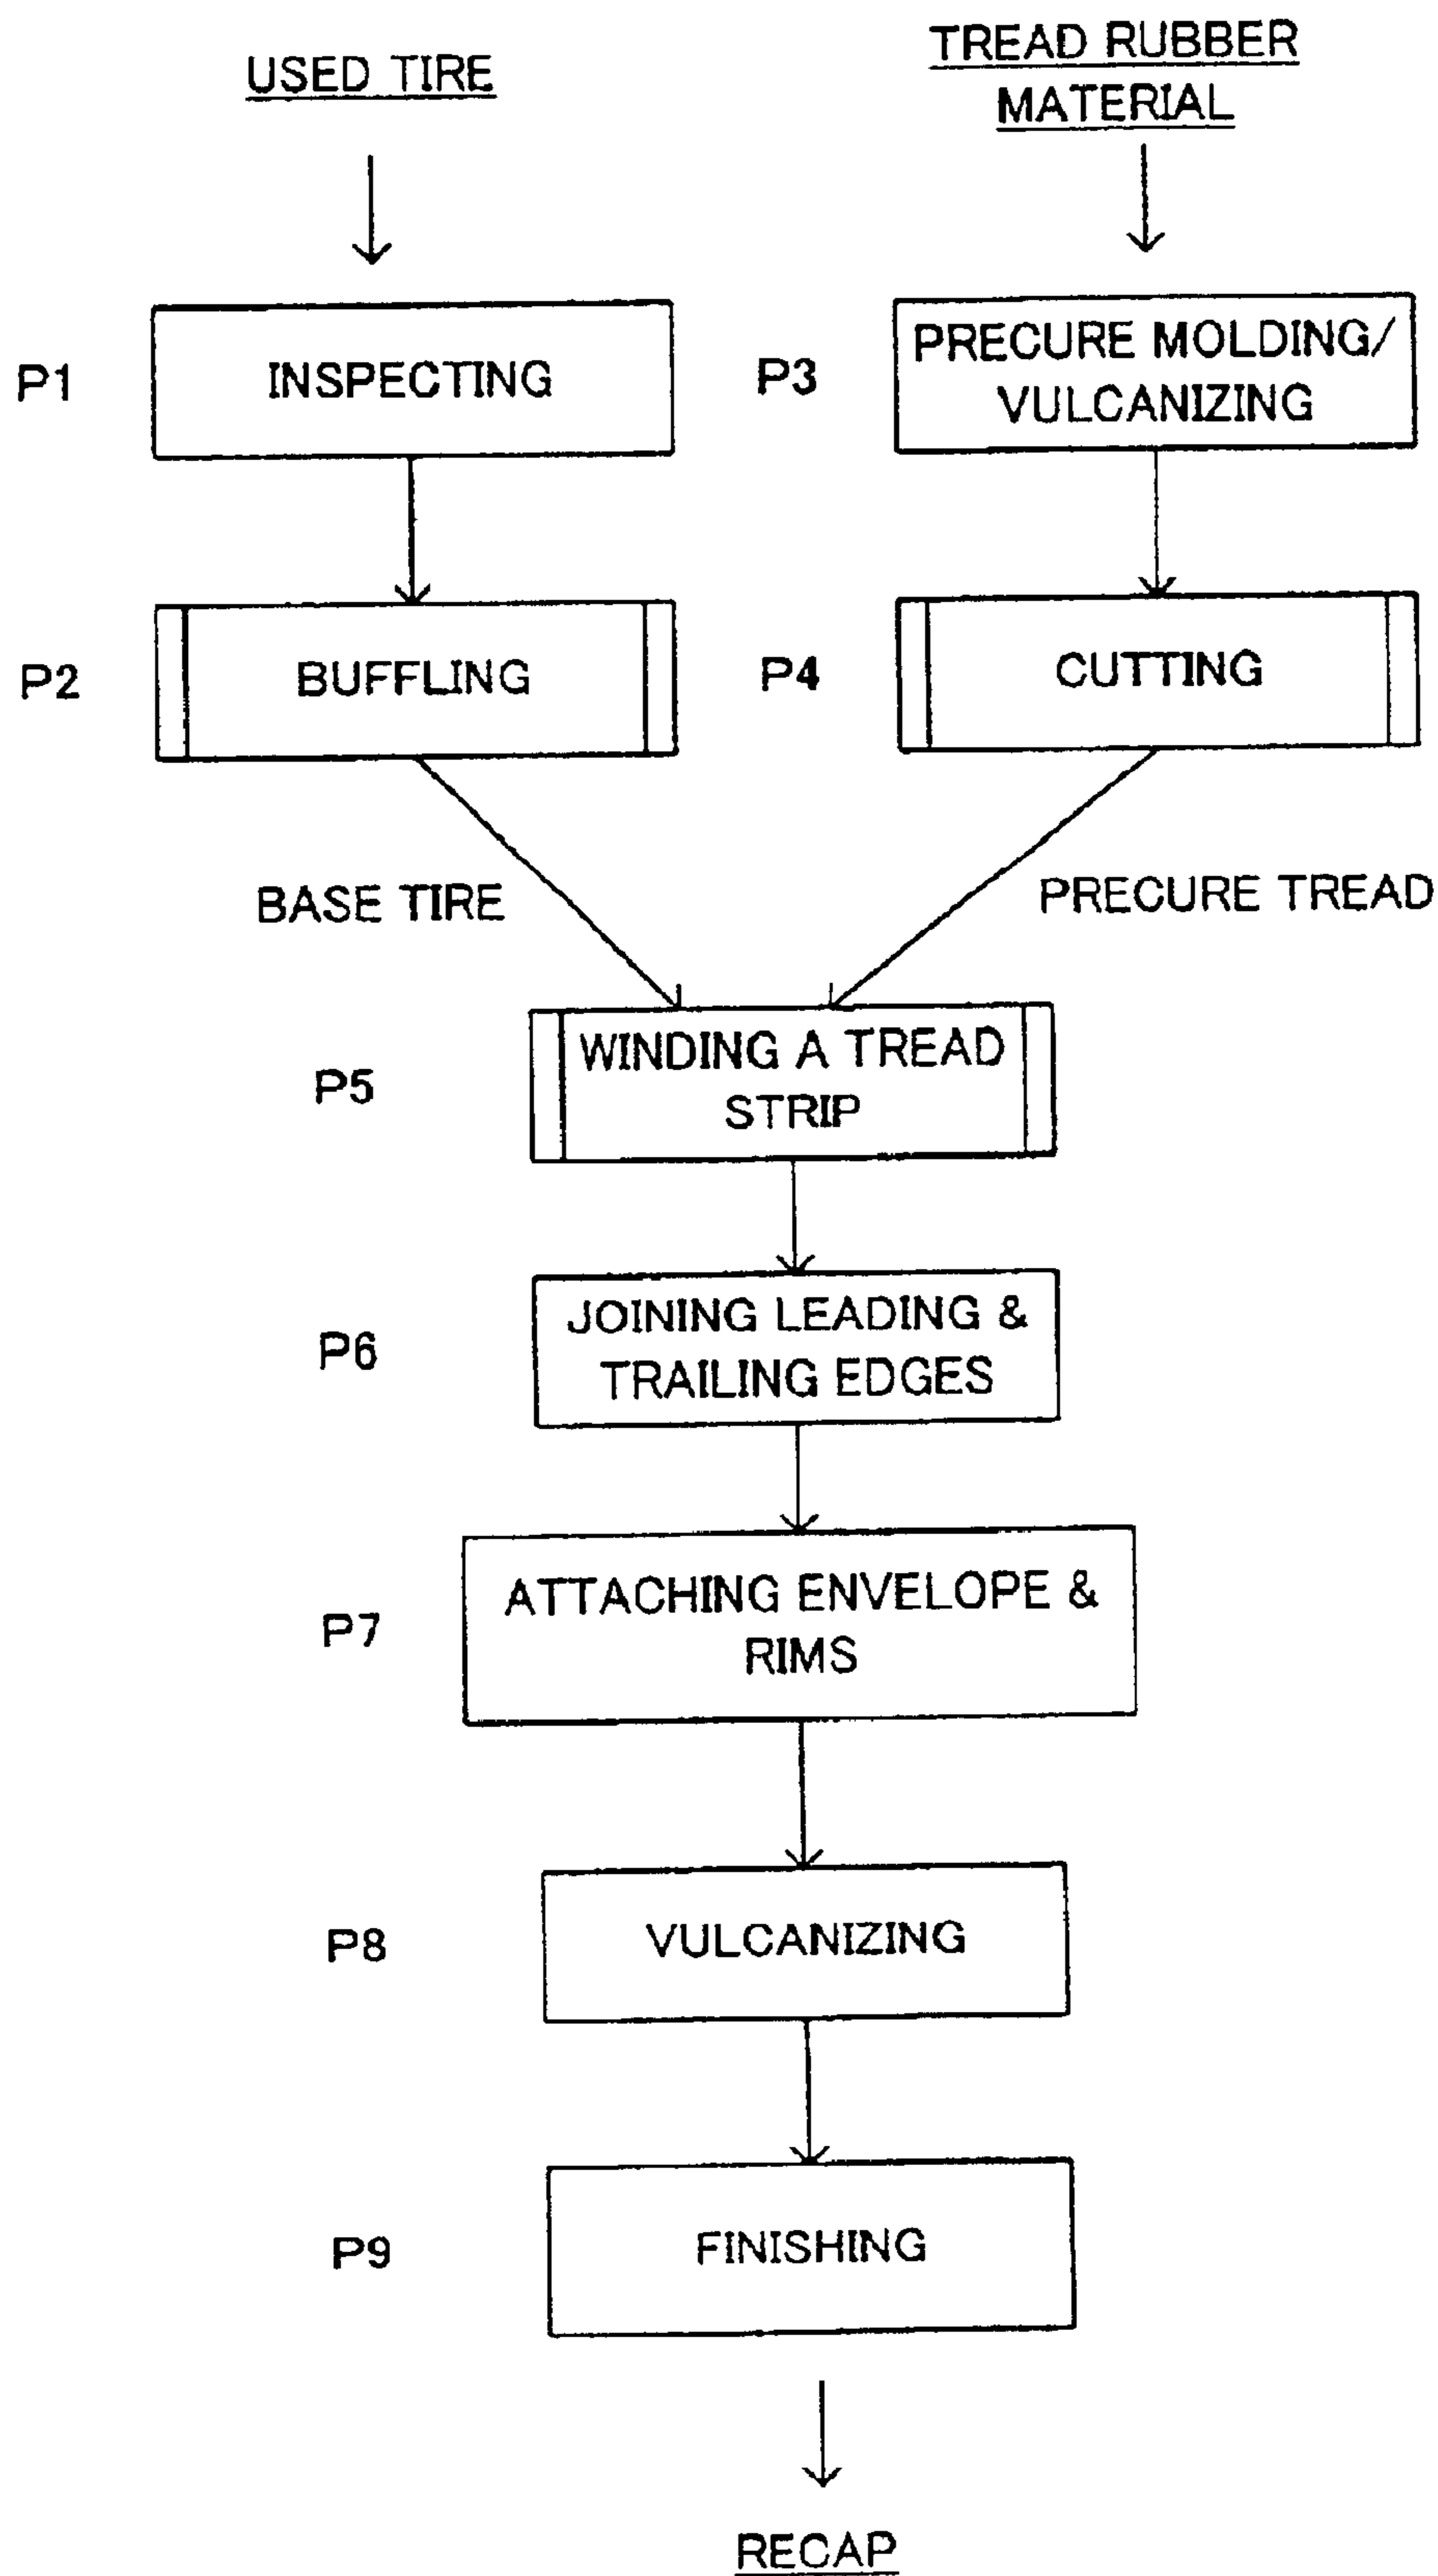 USED TIRE
TREAD RUBBER
MATERIAL
P1
INSPECTING
P3
PRECURE MOLDING/
VULCANIZING
P2
BUFFLING
P4
CUTTING
BASE TIRE
PRECURE TREAD
P5
WINDING A TREAD
STRIP
P6
JOINING LEADING &
TRAILING EDGES
P7
ATTACHING ENVELOPE &
RIMS
P8
VULCANIZING
P9
FINISHING
RECAP